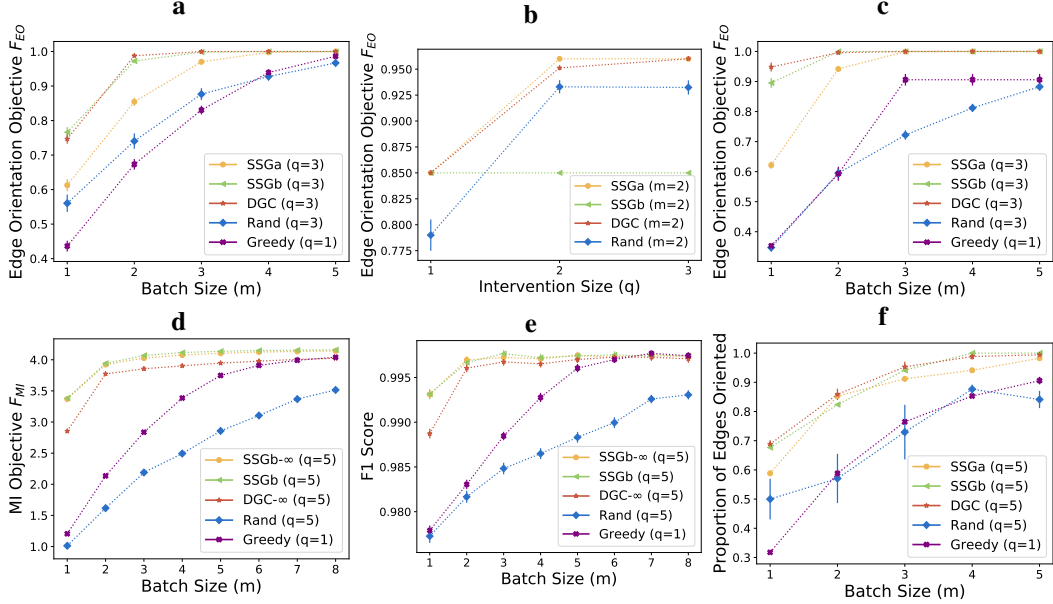 a
Edge Orientation Objective F_EO
1.0
0.9
0.8
0.7
0.6
0.5
0.4
SSGa (q=3)
SSGb (q=3)
DGC (q=3)
Rand (q=3)
Greedy (q=1)
1 2 3 4 5
Batch Size (m)
b
Edge Orientation Objective F_EO
0.950
0.925
0.900
0.875
0.850
0.825
0.800
0.775
SSGa (m=2)
SSGb (m=2)
DGC (m=2)
Rand (m=2)
1 2 3
Intervention Size (q)
c
Edge Orientation Objective F_EO
1.0
0.9
0.8
0.7
0.6
0.5
0.4
SSGa (q=3)
SSGb (q=3)
DGC (q=3)
Rand (q=3)
Greedy (q=1)
1 2 3 4 5
Batch Size (m)
d
MI Objective F_MI
4.0
3.5
3.0
2.5
2.0
1.5
1.0
SSGb-∞ (q=5)
SSGb (q=5)
DGC-∞ (q=5)
Rand (q=5)
Greedy (q=1)
1 2 3 4 5 6 7 8
Batch Size (m)
e
F1 Score
0.995
0.990
0.985
0.980
SSGb-∞ (q=5)
SSGb (q=5)
DGC-∞ (q=5)
Rand (q=5)
Greedy (q=1)
1 2 3 4 5 6 7 8
Batch Size (m)
f
Proportion of Edges Oriented
1.0
0.9
0.8
0.7
0.6
0.5
0.4
0.3
SSGa (q=5)
SSGb (q=5)
DGC (q=5)
Rand (q=5)
Greedy (q=1)
1 2 3 4 5
Batch Size (m)